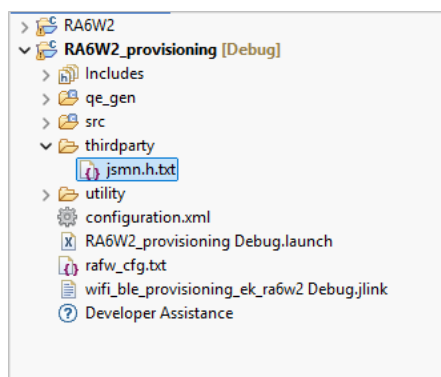 RA6W2
RA6W2_provisioning [Debug]
Includes
qe_gen
src
thirdparty
jsmn.h.txt
utility
configuration.xml
RA6W2_provisioning Debug.launch
rafw_cfg.txt
wifi_ble_provisioning_ek_ra6w2 Debug.jlink
Developer Assistance